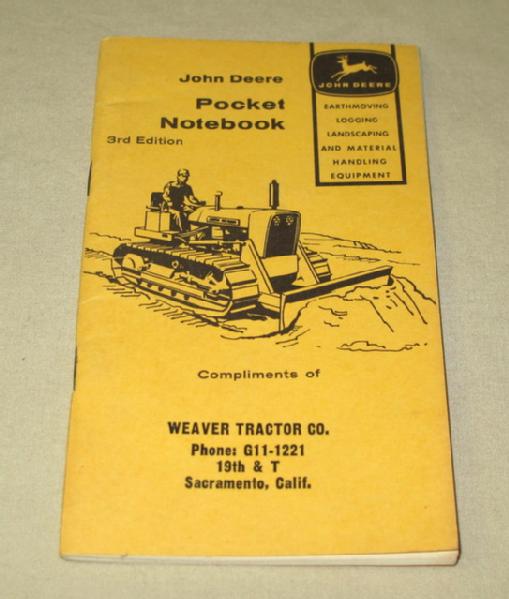 John Deere
Pocket
Notebook
3rd Edition
JOHN DEERE
EARTHMOVING
LOGGING
LANDSCAPING
AND MATERIAL
HANDLING
EQUIPMENT
Compliments of
WEAVER TRACTOR CO.
Phone: G11-1221
19th & T
Sacramento, Calif.